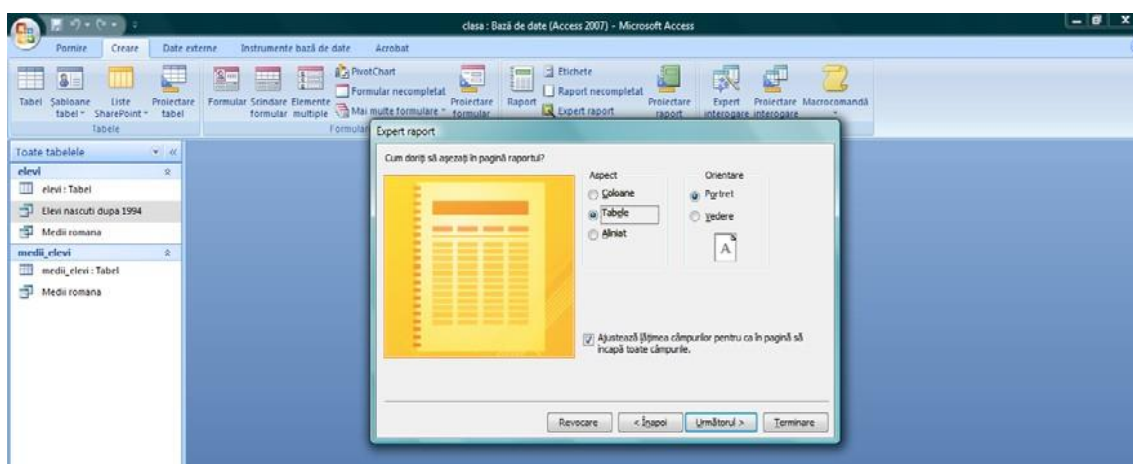 clasa : Bază de date (Access 2007) - Microsoft Access
Pornire Creare Date externe Instrumente bază de date Acrobat
Tabel Șabloane tabel Liste SharePoint Proiectare tabel
Tabele
Formular Scindare formular Elemente multiple PivotChart Formular necompletat Mai multe formulare Proiectare formular
Formular
Raport Etichete Raport necompletat Expert raport Proiectare raport
Expert interogare Proiectare interogare Macrocomandă
Expert raport
Cum doriți să așezați în pagină raportul?
Aspect
Coloane
Tabele
Aliniat
Orientare
Portret
Vedere
A
Ajustează lățimea câmpurilor pentru ca în pagină să
încapă toate câmpurile.
Revocare < Înapoi Următorul > Terminare
Toate tabelele
elevi
elevi : Tabel
Elevi nascuti dupa 1994
Medii romana
medii_elevi
medii_elevi : Tabel
Medii romana